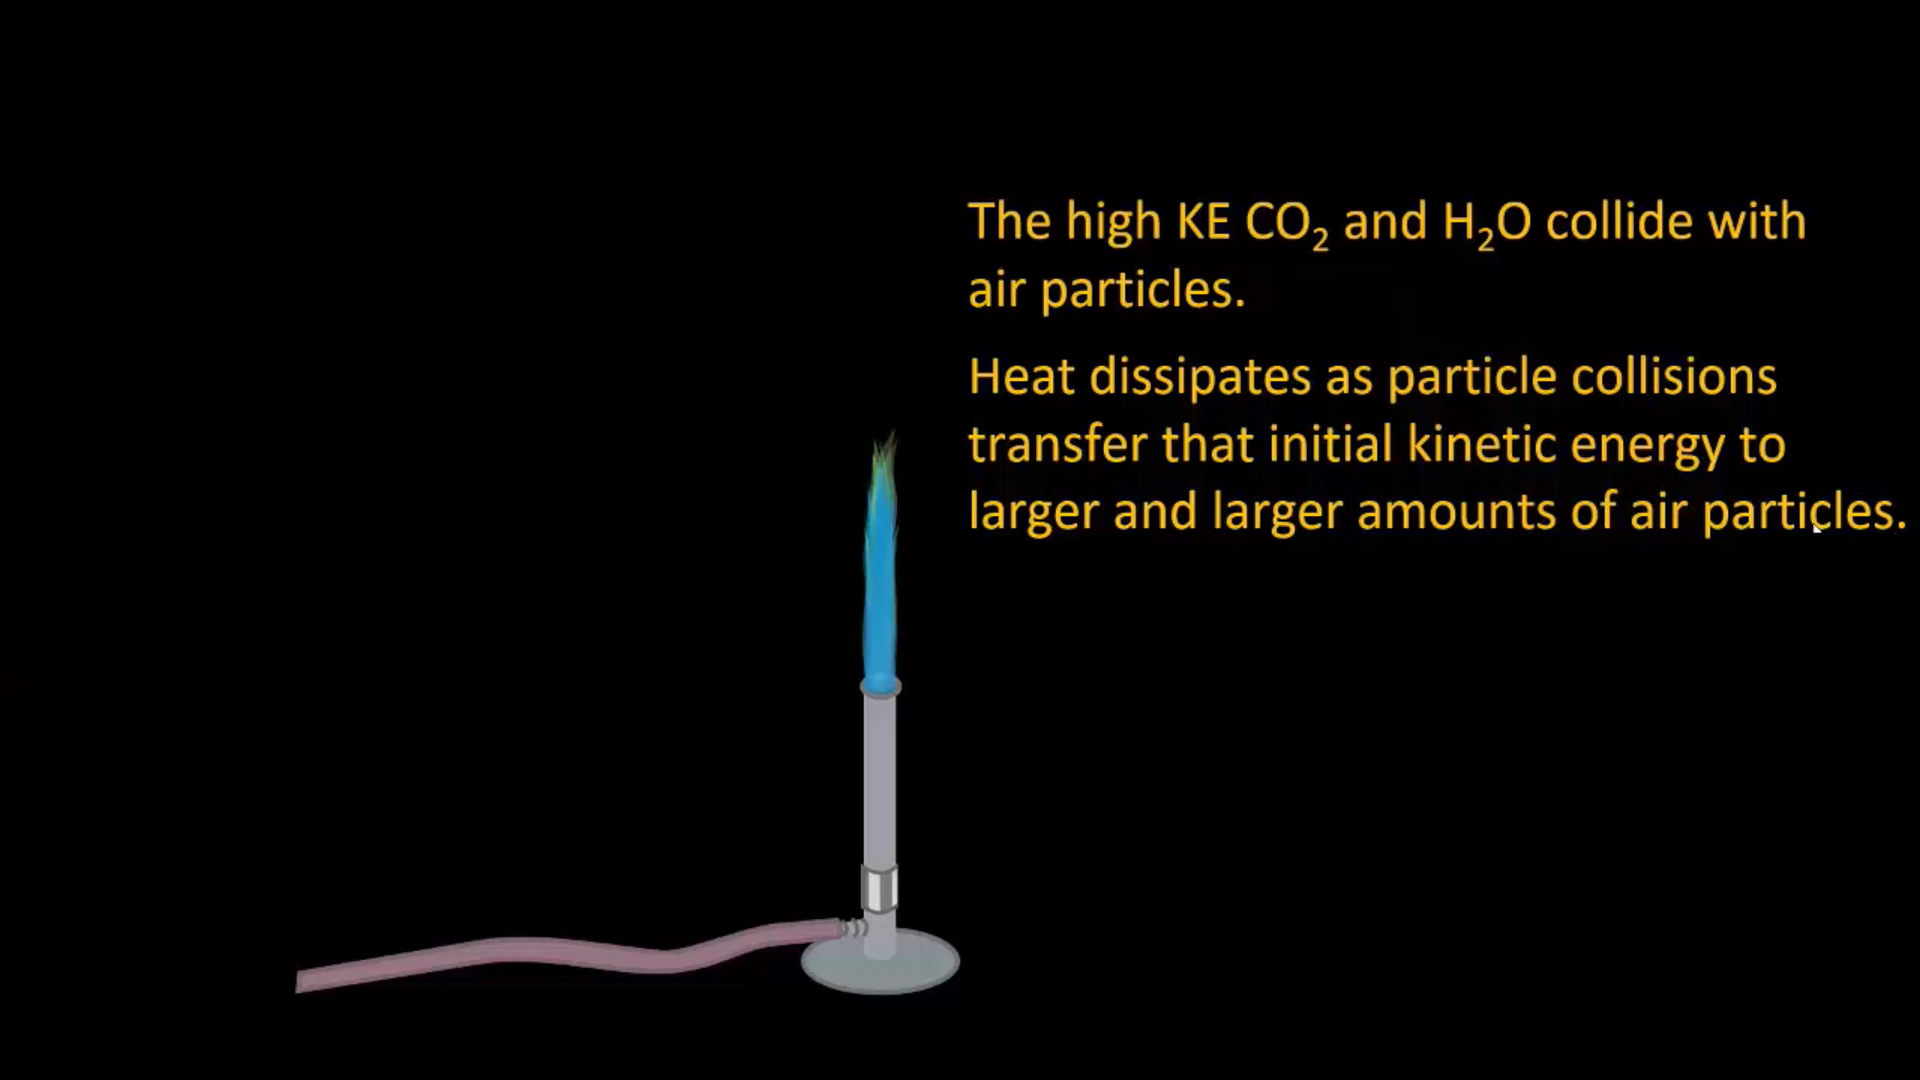 The high KE CO₂ and H₂O collide with
air particles.
Heat dissipates as particle collisions
transfer that initial kinetic energy to
larger and larger amounts of air particles.